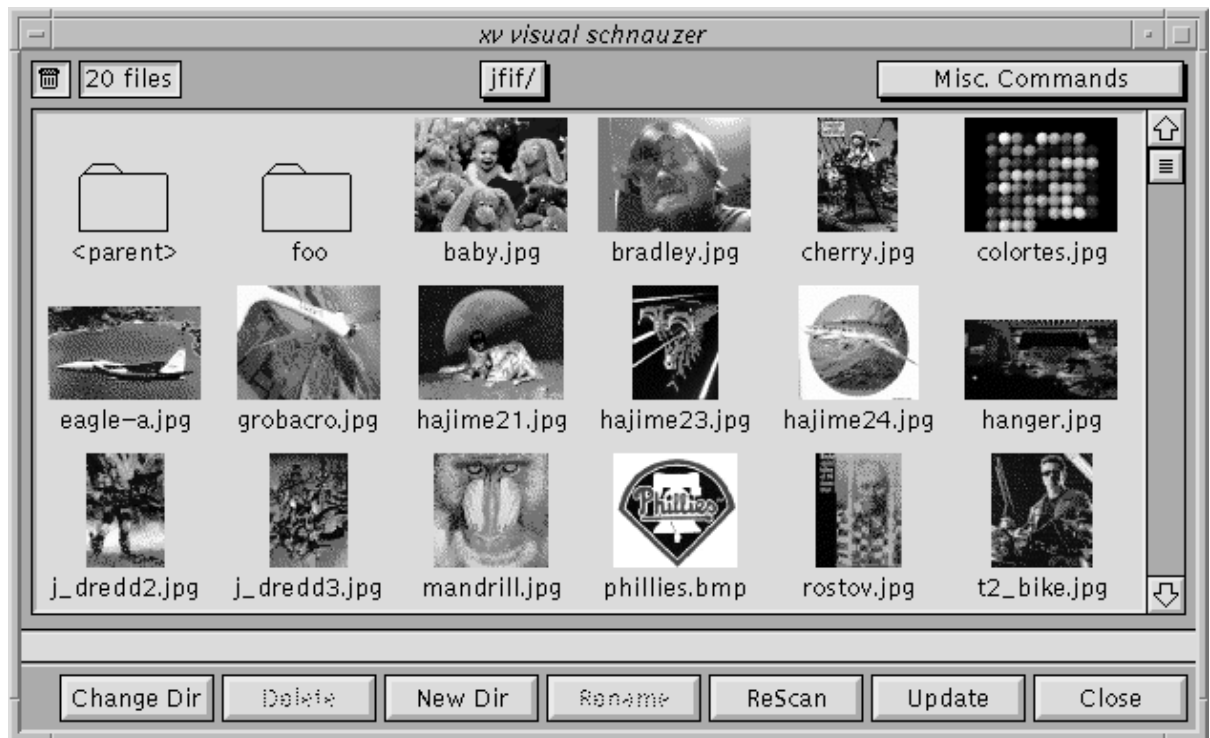 xv visual schnauzer
20 files jfif/ Misc. Commands
<parent> foo baby.jpg bradley.jpg cherry.jpg colortes.jpg
eagle-a.jpg grobacro.jpg hajime21.jpg hajime23.jpg hajime24.jpg hanger.jpg
Phillies
j_dredd2.jpg j_dredd3.jpg mandrill.jpg phillies.bmp rostov.jpg t2_bike.jpg
Change Dir Delete New Dir Rename ReScan Update Close